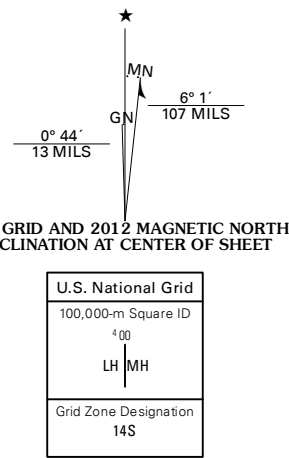 ★
MN
GN
6° 1´
107 MILS
0° 44´
13 MILS
GRID AND 2012 MAGNETIC NORTH
CLINATION AT CENTER OF SHEET
U.S. National Grid
100,000-m Square ID
⁴00
LH MH
Grid Zone Designation
14S